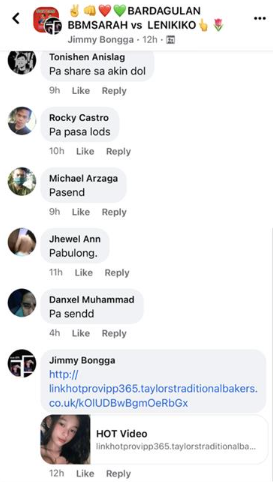 ✌️👊❤️💚BARDAGULAN
BBMSARAH vs LENIKIKO👆🌷
Jimmy Bongga · 12h ·
Tonishen Anislag
Pa share sa akin dol
9h Like Reply
Rocky Castro
Pa pasa lods
10h Like Reply
Michael Arzaga
Pasend
9h Like Reply
Jhewel Ann
Pabulong.
11h Like Reply
Danxel Muhammad
Pa sendd
4h Like Reply
Jimmy Bongga
http://
linkhotprovipp365.taylorstraditionalbakers.
co.uk/kOlUDBwBgmOeRbGx
HOT Video
linkhotprovipp365.taylorstraditionalba...
12h Like Reply